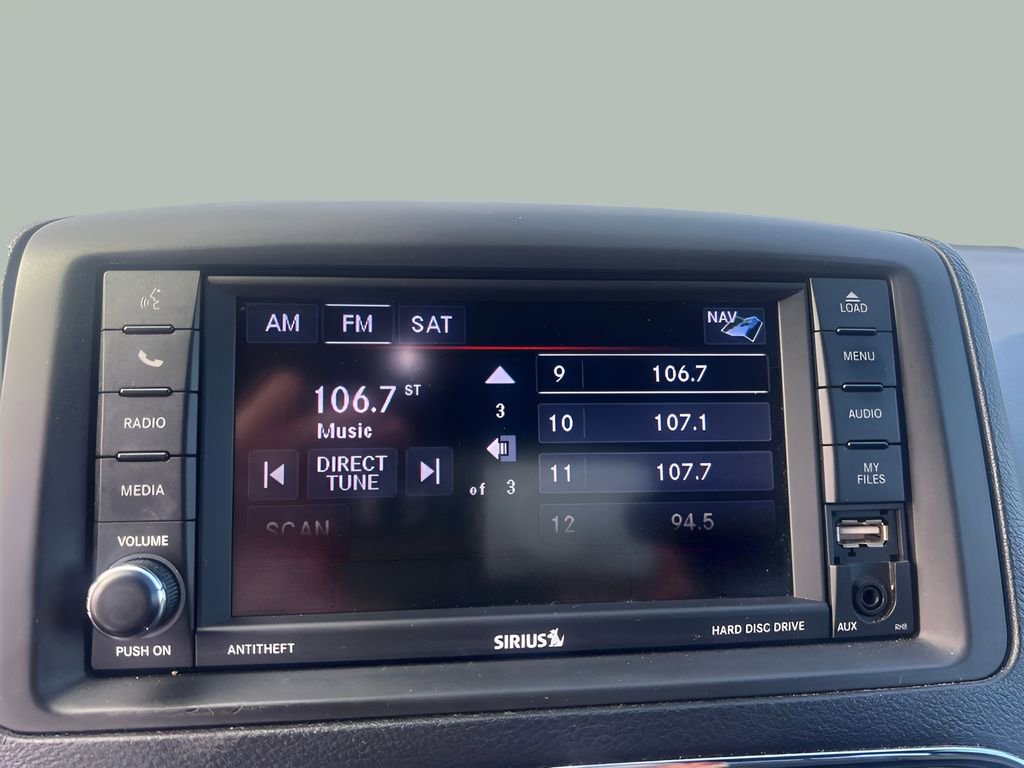 AM FM SAT NAV
106.7 ST
Music
DIRECT
TUNE
SCAN
3
of 3
9 106.7
10 107.1
11 107.7
12 94.5
RADIO
MEDIA
VOLUME
PUSH ON
ANTITHEFT
SIRIUS
HARD DISC DRIVE
LOAD
MENU
AUDIO
MY
FILES
AUX